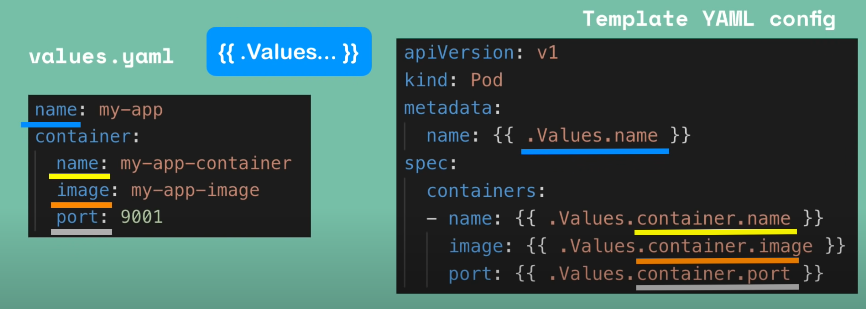 Template YAML config
values.yaml
{{ .Values... }}
name: my-app
container:
name: my-app-container
image: my-app-image
port: 9001
apiVersion: v1
kind: Pod
metadata:
name: {{ .Values.name }}
spec:
containers:
- name: {{ .Values.container.name }}
image: {{ .Values.container.image }}
port: {{ .Values.container.port }}